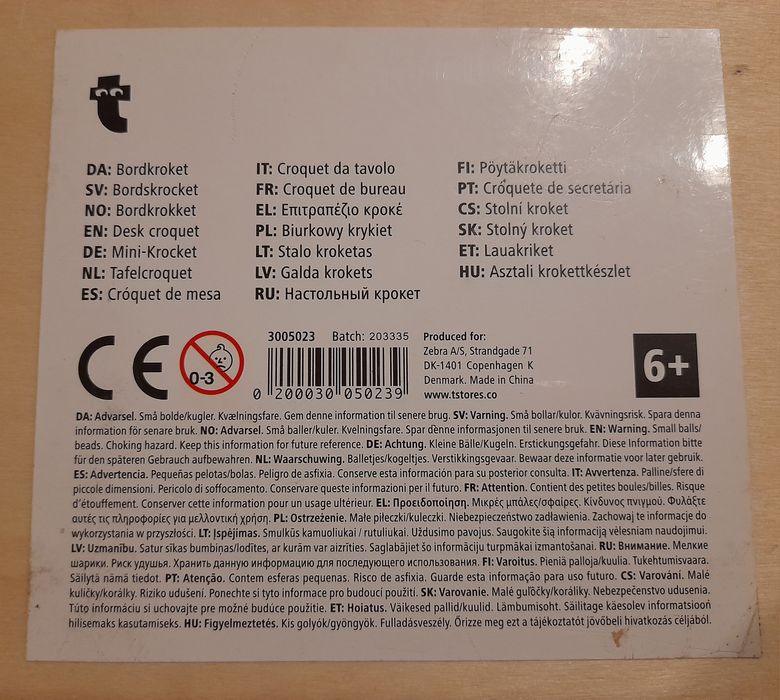 t
DA: Bordkroket
SV: Bordskrocket
NO: Bordkrokket
EN: Desk croquet
DE: Mini-Krocket
NL: Tafelcroquet
ES: Cróquet de mesa
IT: Croquet da tavolo
FR: Croquet de bureau
EL: Επιτραπέζιο κροκέ
PL: Biurkowy krykiet
LT: Stalo kroketas
LV: Galda krokets
RU: Настольный крокет
FI: Pöytäkroketti
PT: Cróquete de secretária
CS: Stolní kroket
SK: Stolný kroket
ET: Lauakriket
HU: Asztali krokettkészlet
CE
0-3
3005023 Batch: 203335
0 200030 050239
Produced for:
Zebra A/S, Strandgade 71
DK-1401 Copenhagen K
Denmark. Made in China
www.tstores.co
6+
DA: Advarsel. Små bolde/kugler. Kvælningsfare. Gem denne information til senere brug. SV: Varning. Små bollar/kulor. Kvävningsrisk. Spara denna
information för senare bruk. NO: Advarsel. Små baller/kuler. Kvelningsfare. Spar denne informasjonen til senere bruk. EN: Warning. Small balls/
beads. Choking hazard. Keep this information for future reference. DE: Achtung. Kleine Bälle/Kugeln. Erstickungsgefahr. Diese Information bitte
für den späteren Gebrauch aufbewahren. NL: Waarschuwing. Balletjes/kogeltjes. Verstikkingsgevaar. Bewaar deze informatie voor later gebruik.
ES: Advertencia. Pequeñas pelotas/bolas. Peligro de asfixia. Conserve esta información para su posterior consulta. IT: Avvertenza. Palline/sfere di
piccole dimensioni. Pericolo di soffocamento. Conservare queste informazioni per il futuro. FR: Attention. Contient des petites boules/billes. Risque
d'étouffement. Conserver cette information pour un usage ultérieur. EL: Προειδοποίηση. Μικρές μπάλες/σφαίρες. Κίνδυνος πνιγμού. Φυλάξτε
αυτές τις πληροφορίες για μελλοντική χρήση. PL: Ostrzeżenie. Małe piłeczki/kuleczki. Niebezpieczeństwo zadławienia. Zachowaj te informacje do
wykorzystania w przyszłości. LT: Įspėjimas. Smulkūs kamuoliukai / rutuliukai. Uždusimo pavojus. Saugokite šią informaciją vėlesniam naudojimui.
LV: Uzmanību. Satur sīkas bumbiņas/lodītes, ar kurām var aizrīties. Saglabājiet šo informāciju turpmākai izmantošanai. RU: Внимание. Мелкие
шарики. Риск удушья. Хранить данную информацию для последующего использования. FI: Varoitus. Pieniä palloja/kuulia. Tukehtumisvaara.
Säilytä nämä tiedot. PT: Atenção. Contem esferas pequenas. Risco de asfixia. Guarde esta informação para uso futuro. CS: Varování. Malé
kuličky/korálky. Riziko udušení. Ponechte si tyto informace pro budoucí použití. SK: Varovanie. Malé guľôčky/koráliky. Nebezpečenstvo udusenia.
Túto informáciu si uchovajte pre možné budúce použitie. ET: Hoiatus. Väikesed pallid/kuulid. Lämbumisoht. Säilitage käesolev informatsioon
hilisemaks kasutamiseks. HU: Figyelmeztetés. Kis golyók/gyöngyök. Fulladásveszély. Őrizze meg ezt a tájékoztatót jövőbeli hivatkozás céljából.